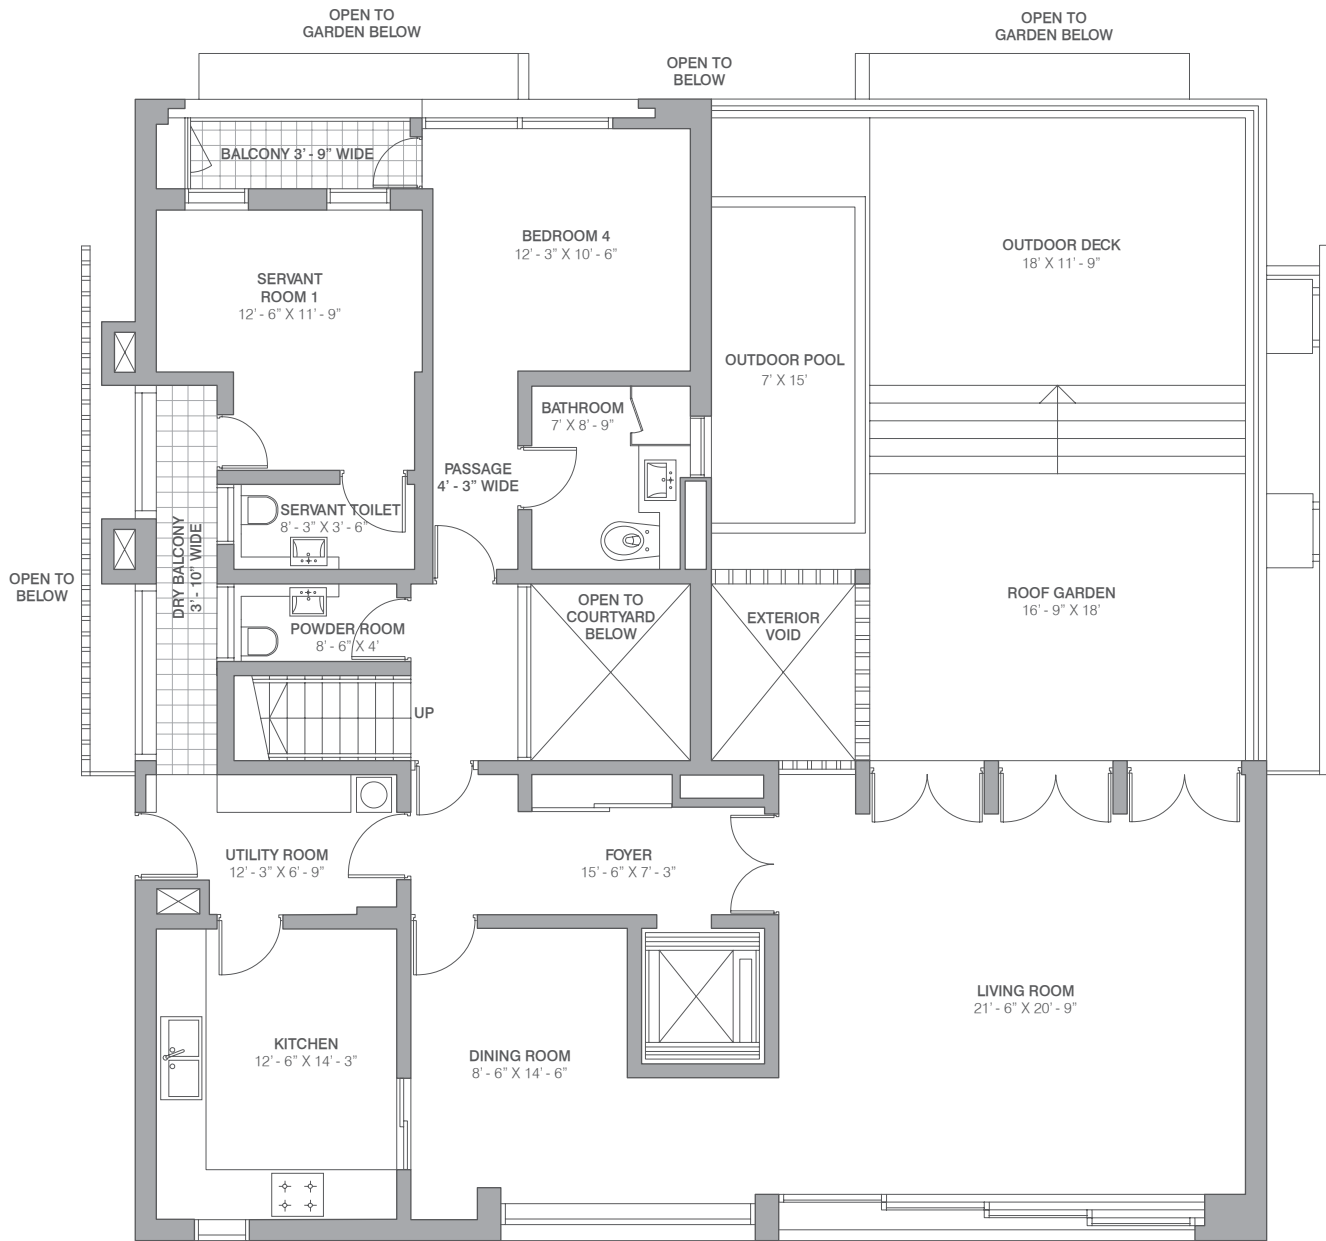 OPEN TO
GARDEN BELOW
OPEN TO
GARDEN BELOW
OPEN TO
BELOW
BALCONY 3' - 9” WIDE
BEDROOM 4
12' - 3” X 10' - 6”
OUTDOOR DECK
18' X 11' - 9”
SERVANT
ROOM 1
12' - 6” X 11' - 9”
OUTDOOR POOL
7' X 15'
BATHROOM
7' X 8' - 9”
PASSAGE
4' - 3” WIDE
SERVANT TOILET
8' - 3” X 3' - 6”
DRY BALCONY
3' - 10” WIDE
OPEN TO
BELOW
OPEN TO
COURTYARD
BELOW
EXTERIOR
VOID
ROOF GARDEN
16' - 9” X 18'
POWDER ROOM
8' - 6” X 4'
UP
UTILITY ROOM
12' - 3” X 6' - 9”
FOYER
15' - 6” X 7' - 3”
LIVING ROOM
21' - 6” X 20' - 9”
KITCHEN
12' - 6” X 14' - 3”
DINING ROOM
8' - 6” X 14' - 6”